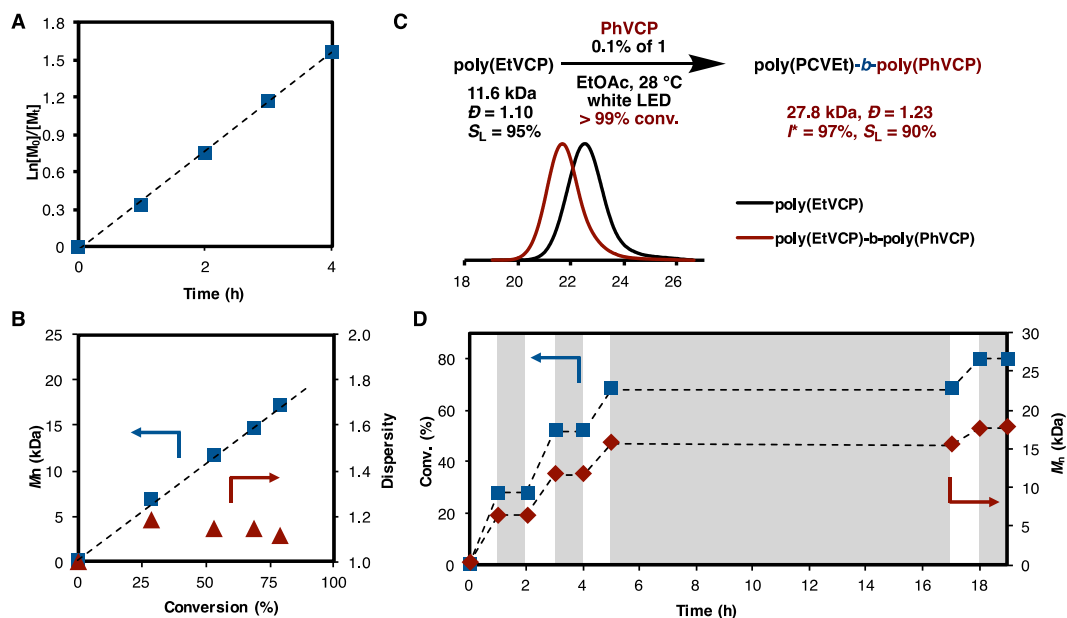 A
1.8
1.5
1.2
0.9
0.6
0.3
0
Ln[M₀]/[Mₜ]
0
2
4
Time (h)
C
PhVCP
0.1% of 1
poly(EtVCP)
EtOAc, 28 °C
white LED
> 99% conv.
poly(PCVEt)-b-poly(PhVCP)
11.6 kDa
Đ = 1.10
S_L = 95%
27.8 kDa, Đ = 1.23
I* = 97%, S_L = 90%
poly(EtVCP)
poly(EtVCP)-b-poly(PhVCP)
18
20
22
24
26
B
25
20
15
10
5
0
Mn (kDa)
2.0
1.8
1.6
1.4
1.2
1.0
Dispersity
0
25
50
75
100
Conversion (%)
D
80
60
40
20
0
Conv. (%)
30
25
20
15
10
5
0
Mₙ (kDa)
0
2
4
6
8
10
12
14
16
18
Time (h)